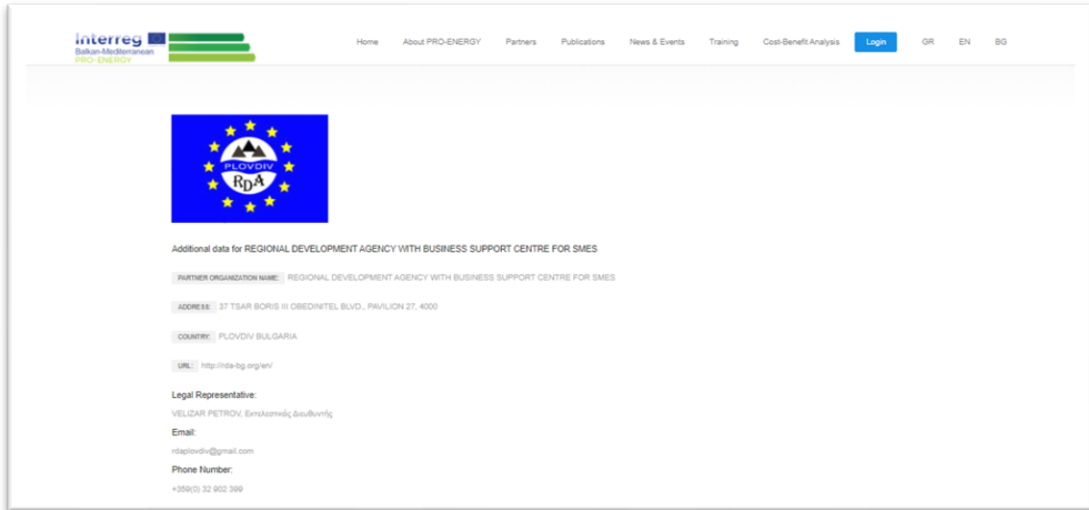 Interreg
Balkan-Mediterranean
PRO-ENERGY
Home About PRO-ENERGY Partners Publications News & Events Training Cost-Benefit Analysis Login GR EN BG
PLOVDIV
RDA
Additional data for REGIONAL DEVELOPMENT AGENCY WITH BUSINESS SUPPORT CENTRE FOR SMES
PARTNER ORGANIZATION NAME: REGIONAL DEVELOPMENT AGENCY WITH BUSINESS SUPPORT CENTRE FOR SMES
ADDRESS: 37 TSAR BORIS III OBEDINITEL BLVD., PAVILION 27, 4000
COUNTRY: PLOVDIV BULGARIA
URL: http://rda-bg.org/en/
Legal Representative:
VELIZAR PETROV, Εκτελεστικός Διευθυντής
Email:
rdaplovdiv@gmail.com
Phone Number:
+359(0) 32 902 399